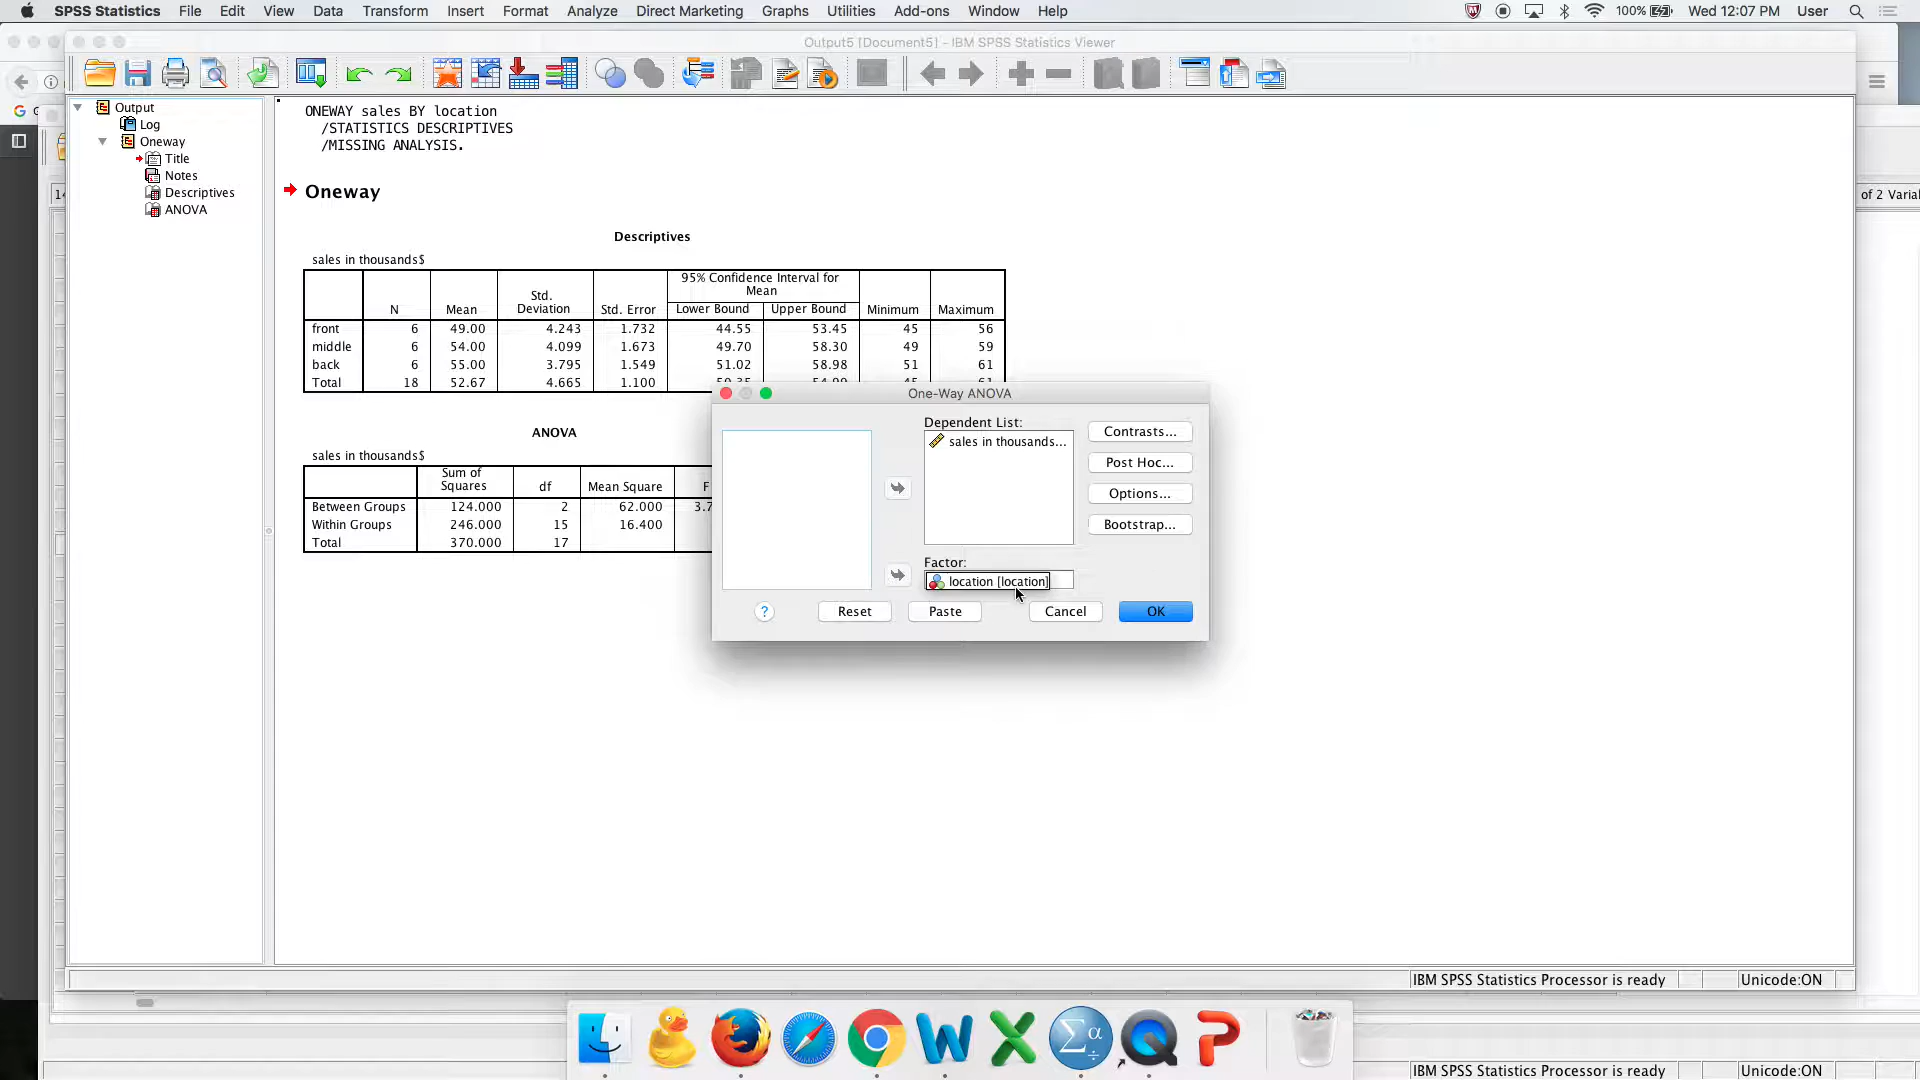 SPSS Statistics File Edit View Data Transform Insert Format Analyze Direct Marketing Graphs Utilities Add-ons Window Help 100% Wed 12:07 PM User
Output5 [Document5] - IBM SPSS Statistics Viewer
Output
Log
Oneway
Title
Notes
Descriptives
ANOVA
ONEWAY sales BY location
/STATISTICS DESCRIPTIVES
/MISSING ANALYSIS.
of 2 Varial
Oneway
Descriptives
sales in thousands$
95% Confidence Interval for Mean
N Mean Std. Deviation Std. Error Lower Bound Upper Bound Minimum Maximum
front 6 49.00 4.243 1.732 44.55 53.45 45 56
middle 6 54.00 4.099 1.673 49.70 58.30 49 59
back 6 55.00 3.795 1.549 51.02 58.98 51 61
Total 18 52.67 4.665 1.100
ANOVA
sales in thousands$
Sum of Squares df Mean Square F
Between Groups 124.000 2 62.000 3.7
Within Groups 246.000 15 16.400
Total 370.000 17
One-Way ANOVA
Dependent List:
sales in thousands...
Contrasts...
Post Hoc...
Options...
Bootstrap...
Factor:
location [location]
? Reset Paste Cancel OK
IBM SPSS Statistics Processor is ready Unicode:ON
IBM SPSS Statistics Processor is ready Unicode:ON